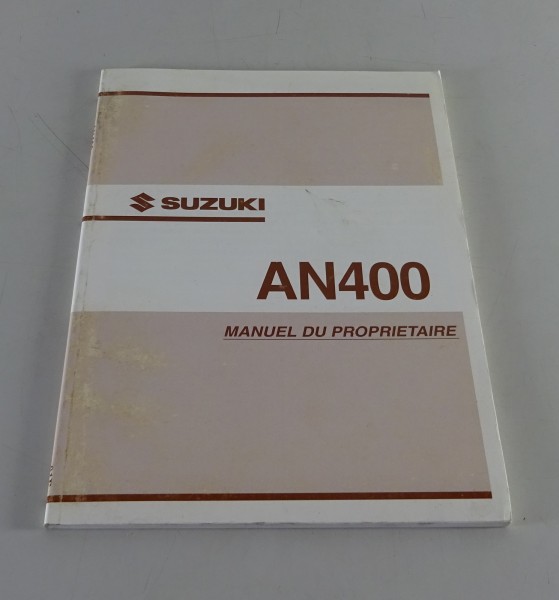 SUZUKI
AN400
MANUEL DU PROPRIETAIRE